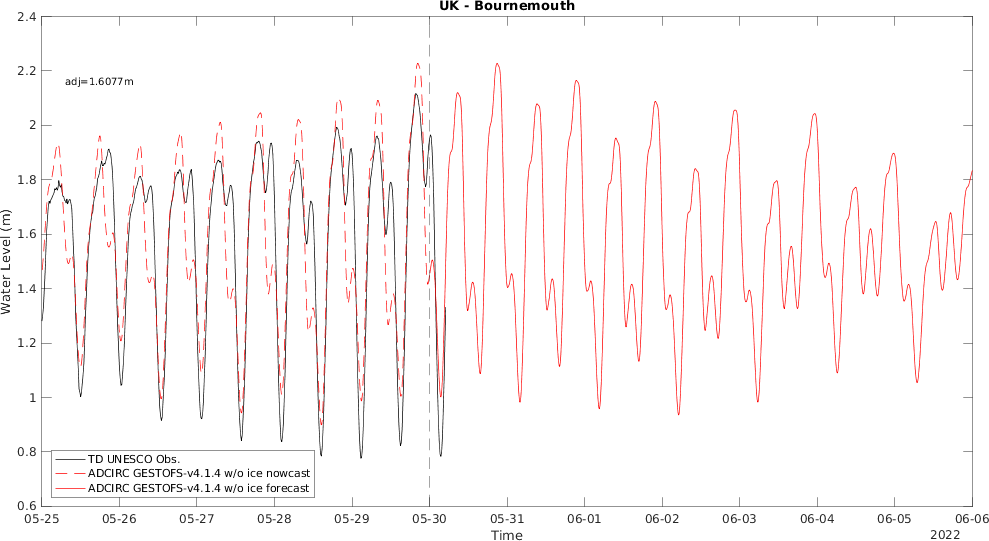 UK - Bournemouth
2.4
2.2
2
1.8
1.6
1.4
1.2
1
0.8
0.6
Water Level (m)
adj=1.6077m
TD UNESCO Obs.
ADCIRC GESTOFS-v4.1.4 w/o ice nowcast
ADCIRC GESTOFS-v4.1.4 w/o ice forecast
05-25 05-26 05-27 05-28 05-29 05-30 05-31 06-01 06-02 06-03 06-04 06-05 06-06
Time
2022